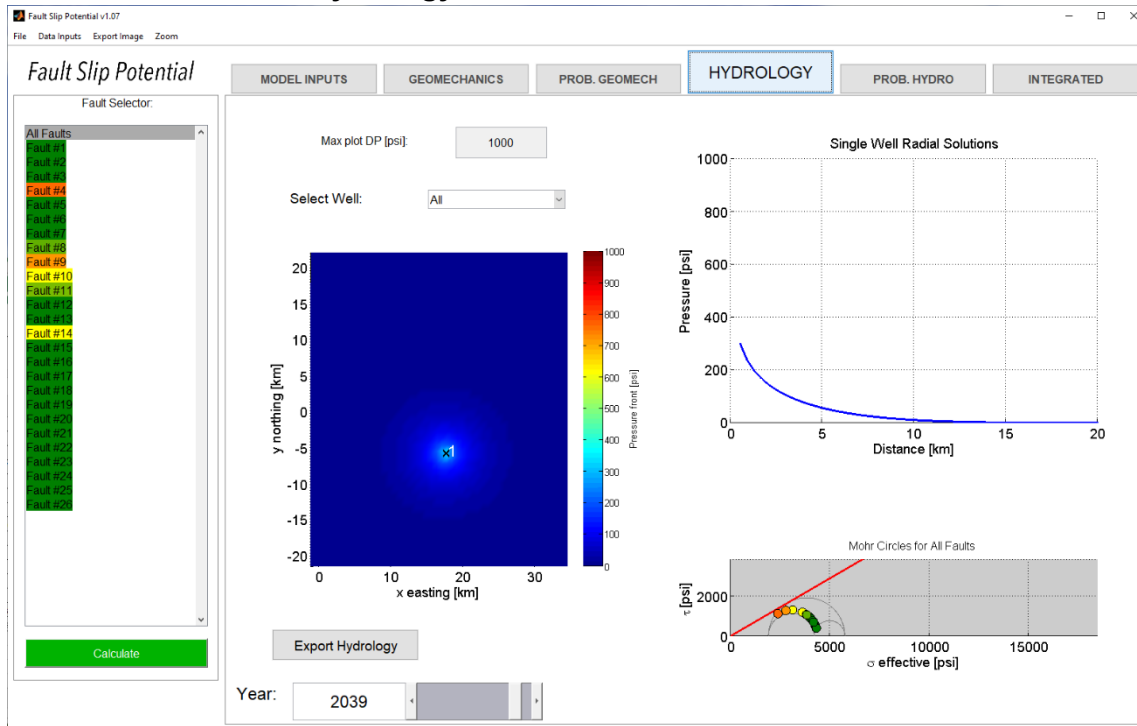 Fault Slip Potential v1.07
File Data Inputs Export Image Zoom
Fault Slip Potential
MODEL INPUTS GEOMECHANICS PROB. GEOMECH HYDROLOGY PROB. HYDRO INTEGRATED
Fault Selector:
All Faults
Fault #1
Fault #2
Fault #3
Fault #4
Fault #5
Fault #6
Fault #7
Fault #8
Fault #9
Fault #10
Fault #11
Fault #12
Fault #13
Fault #14
Fault #15
Fault #16
Fault #17
Fault #18
Fault #19
Fault #20
Fault #21
Fault #22
Fault #23
Fault #24
Fault #25
Fault #26
Calculate
Max plot DP [psi]: 1000
Select Well: All
20
15
10
5
0
-5
-10
-15
-20
y northing [km]
1
0 10 20 30
x easting [km]
1000
900
800
700
600
500
400
300
200
100
0
Pressure front [psi]
Export Hydrology
Year: 2039
Single Well Radial Solutions
1000
800
600
400
200
0
Pressure [psi]
0 5 10 15 20
Distance [km]
Mohr Circles for All Faults
2000
0
τ [psi]
0 5000 10000 15000
σ effective [psi]